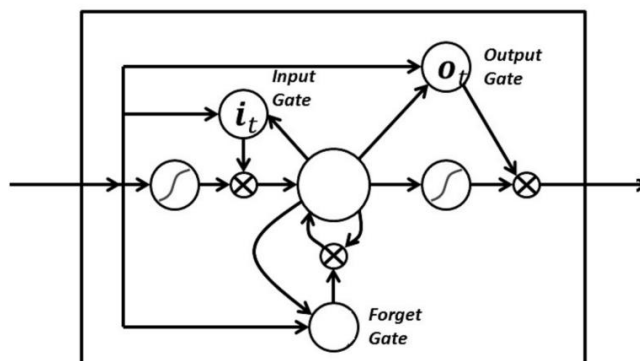 Input
Gate
i_t
Output
Gate
o_t
Forget
Gate